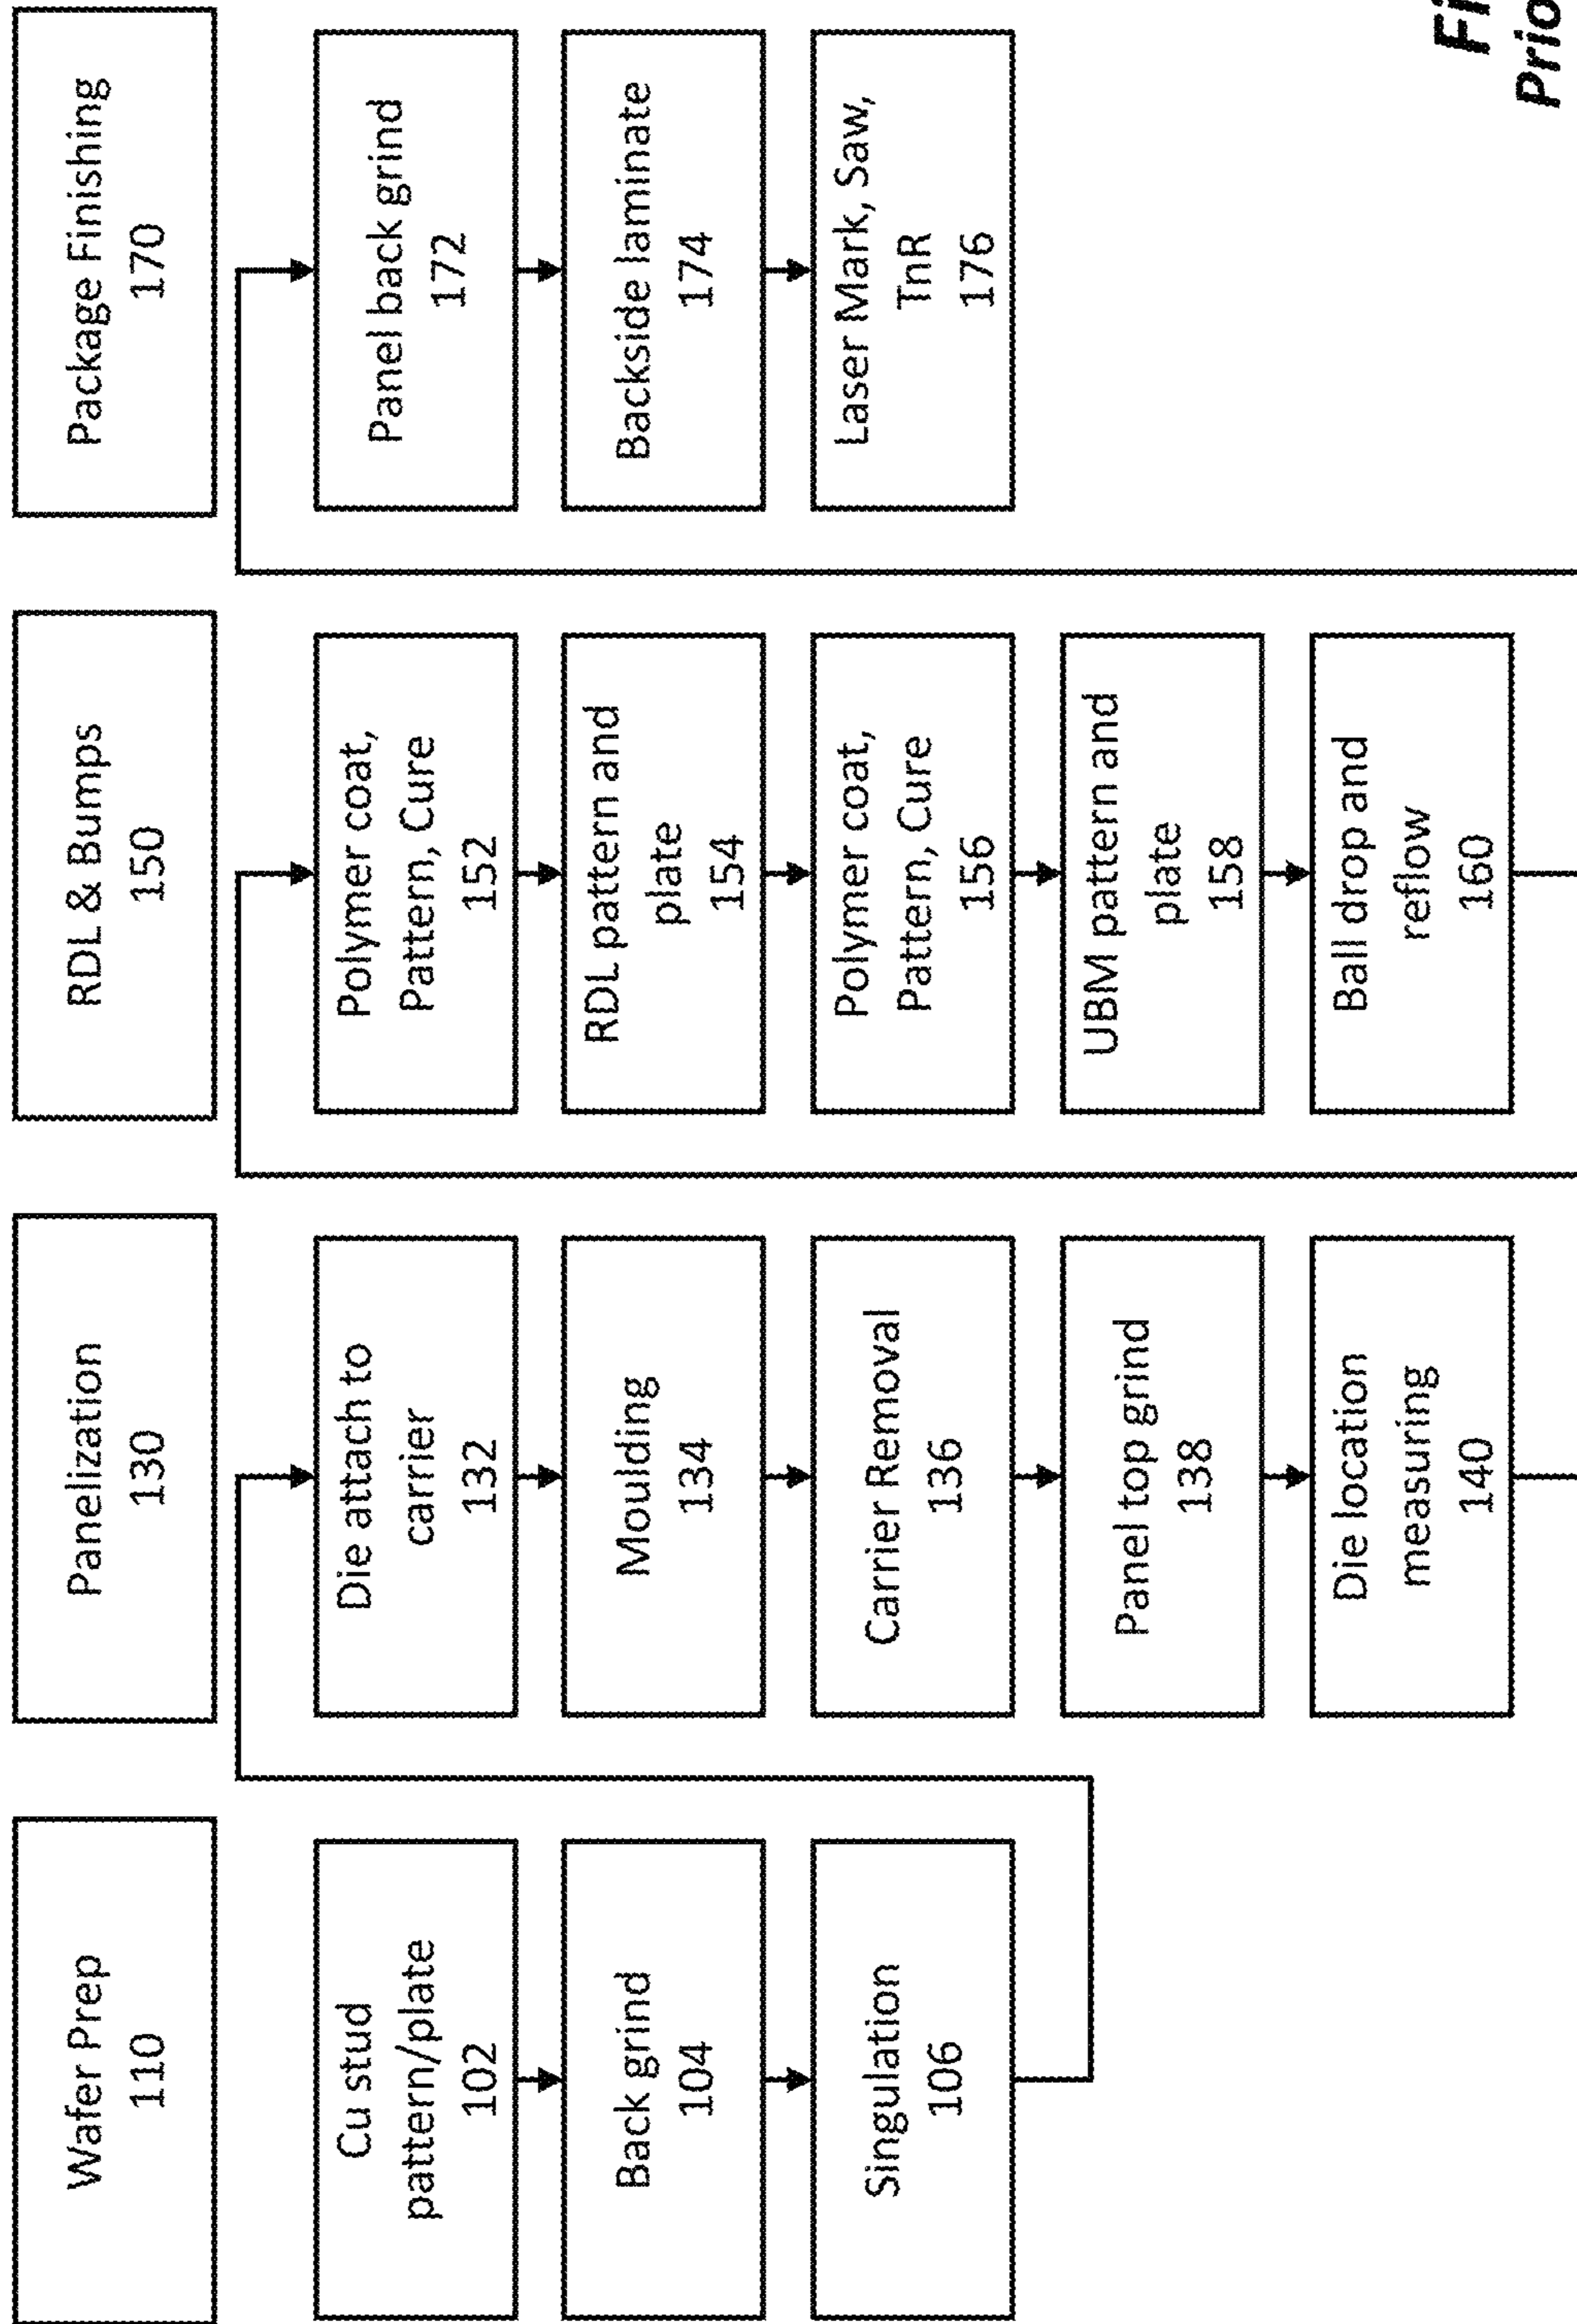 Wafer Prep
110
Cu stud
pattern/plate
102
Back grind
104
Singulation
106
Panelization
130
Die attach to
carrier
132
Moulding
134
Carrier Removal
136
Panel top grind
138
Die location
measuring
140
RDL & Bumps
150
Polymer coat,
Pattern, Cure
152
RDL pattern and
plate
154
Polymer coat,
Pattern, Cure
156
UBM pattern and
plate
158
Ball drop and
reflow
160
Package Finishing
170
Panel back grind
172
Backside laminate
174
Laser Mark, Saw,
TnR
176